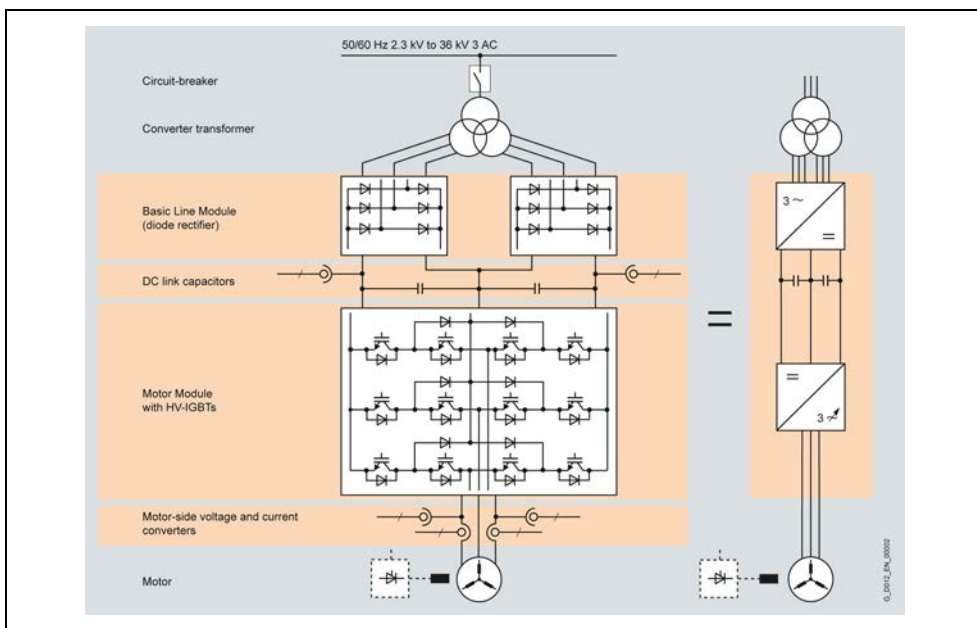 50/60 Hz 2.3 kV to 36 kV 3 AC
Circuit-breaker
Converter transformer
Basic Line Module
(diode rectifier)
3 ~
=
DC link capacitors
=
Motor Module
with HV-IGBTs
=
3 ~
Motor-side voltage and current
converters
Motor
G_D012_EN_00002